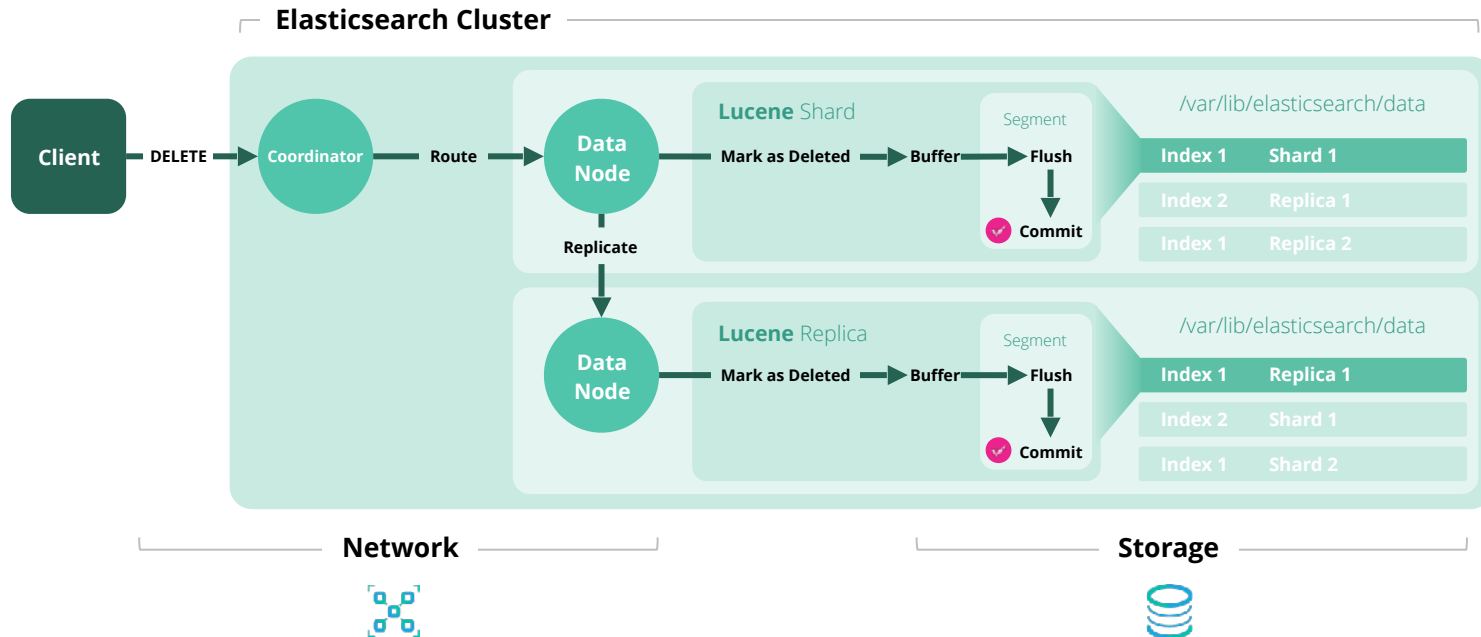 Elasticsearch Cluster
Client
DELETE
Coordinator
Route
Data
Node
Replicate
Lucene Shard
Mark as Deleted
Buffer
Segment
Flush
Commit
/var/lib/elasticsearch/data
Index 1 Shard 1
Index 2 Replica 1
Index 1 Replica 2
Data
Node
Lucene Replica
Mark as Deleted
Buffer
Segment
Flush
Commit
/var/lib/elasticsearch/data
Index 1 Replica 1
Index 2 Shard 1
Index 1 Shard 2
Network
Storage